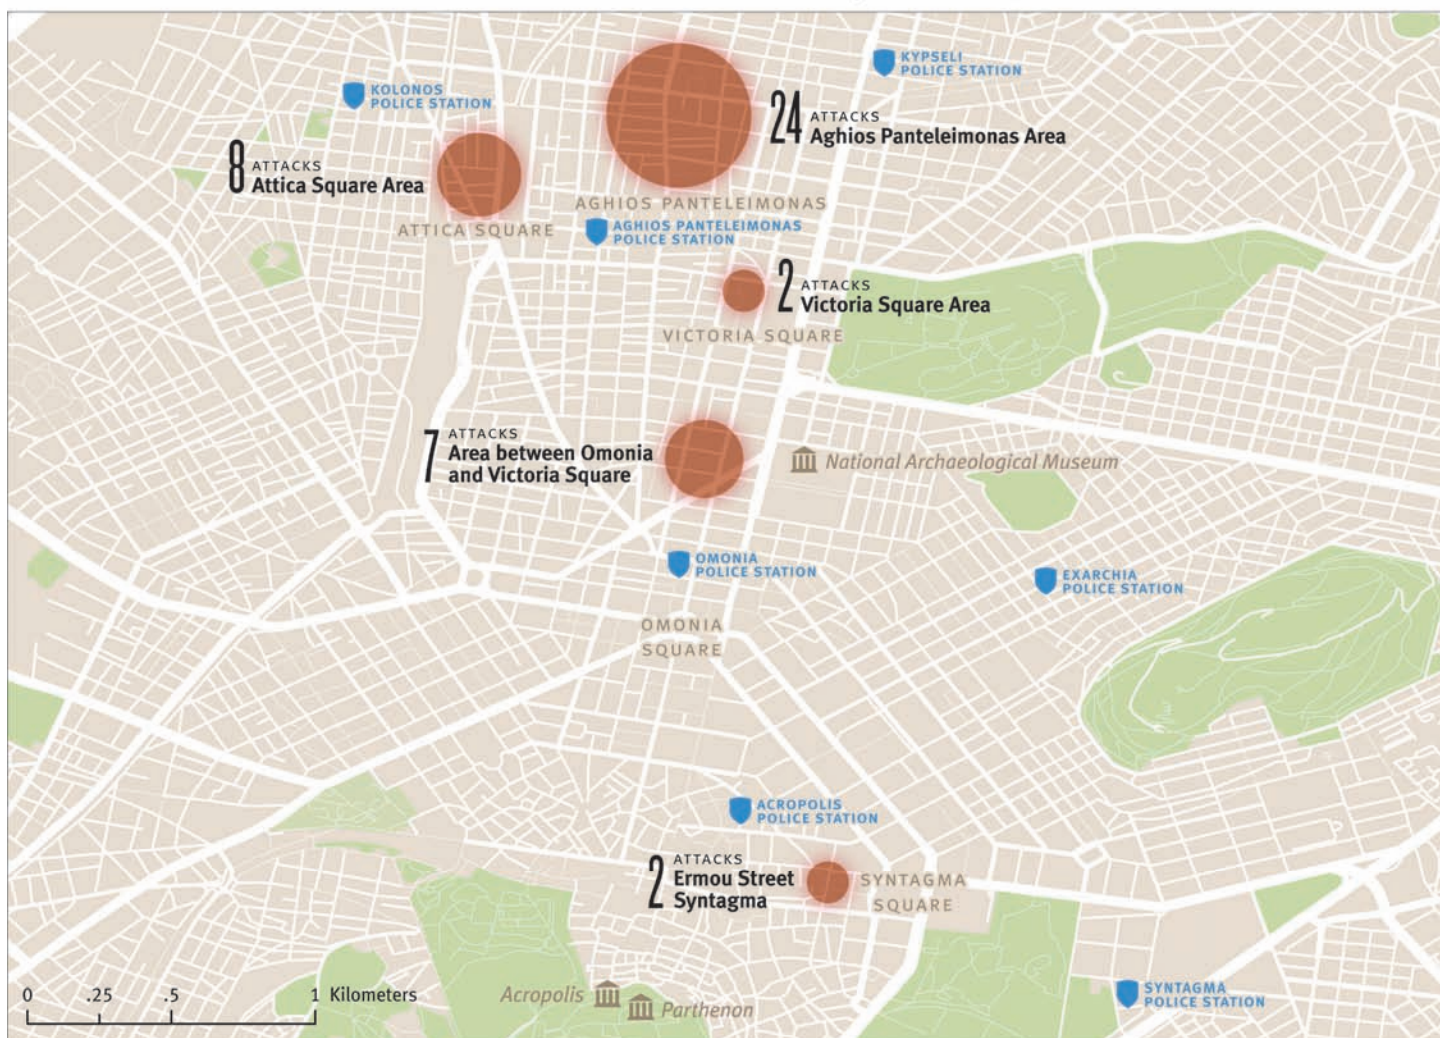 KYPSELI
POLICE STATION
KOLONOS
POLICE STATION
24 ATTACKS
Aghios Panteleimonas Area
8 ATTACKS
Attica Square Area
AGHIOS PANTELEIMONAS
ATTICA SQUARE
AGHIOS PANTELEIMONAS
POLICE STATION
2 ATTACKS
Victoria Square Area
VICTORIA SQUARE
7 ATTACKS
Area between Omonia
and Victoria Square
National Archaeological Museum
OMONIA
POLICE STATION
EXARCHIA
POLICE STATION
OMONIA
SQUARE
ACROPOLIS
POLICE STATION
2 ATTACKS
Ermou Street
Syntagma
SYNTAGMA
SQUARE
0 .25 .5 1 Kilometers
Acropolis
Parthenon
SYNTAGMA
POLICE STATION